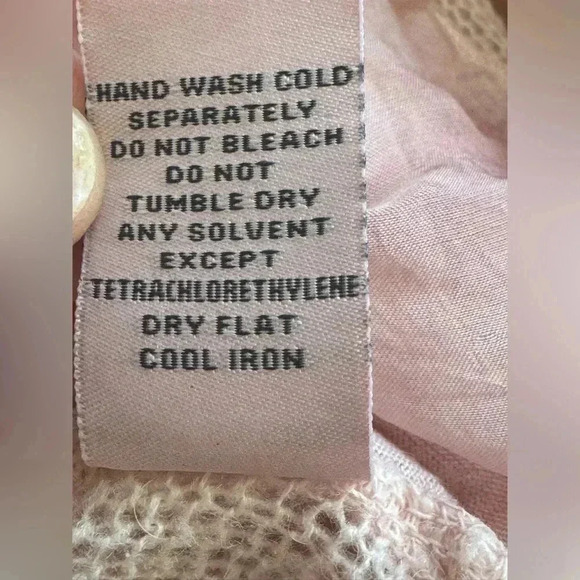 HAND WASH COLD
SEPARATELY
DO NOT BLEACH
DO NOT
TUMBLE DRY
ANY SOLVENT
EXCEPT
TETRACHLORETHYLENE
DRY FLAT
COOL IRON